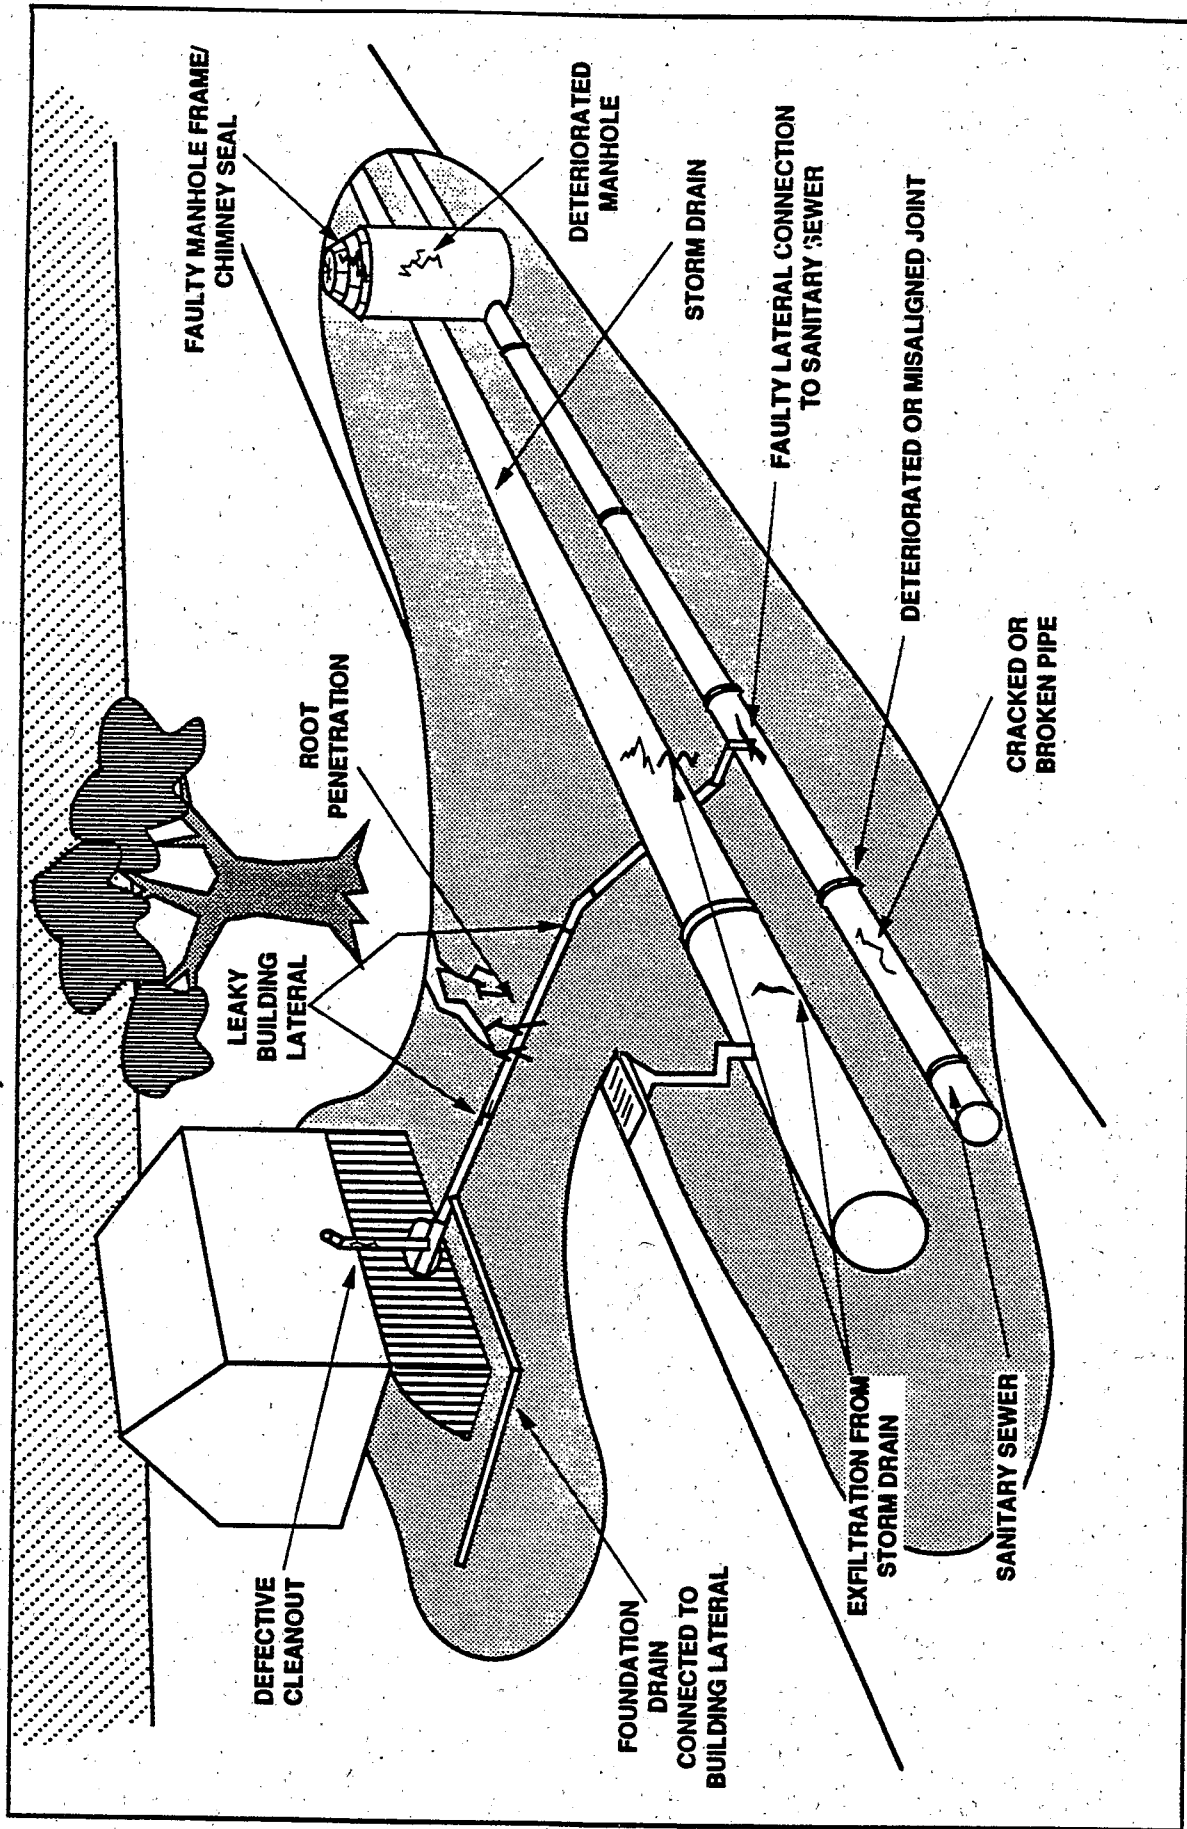 FAULTY MANHOLE FRAME/
CHIMNEY SEAL
DETERIORATED
MANHOLE
STORM DRAIN
FAULTY LATERAL CONNECTION
TO SANITARY SEWER
DETERIORATED OR MISALIGNED JOINT
CRACKED OR
BROKEN PIPE
ROOT
PENETRATION
LEAKY
BUILDING
LATERAL
DEFECTIVE
CLEANOUT
FOUNDATION
DRAIN
CONNECTED TO
BUILDING LATERAL
EXFILTRATION FROM
STORM DRAIN
SANITARY SEWER